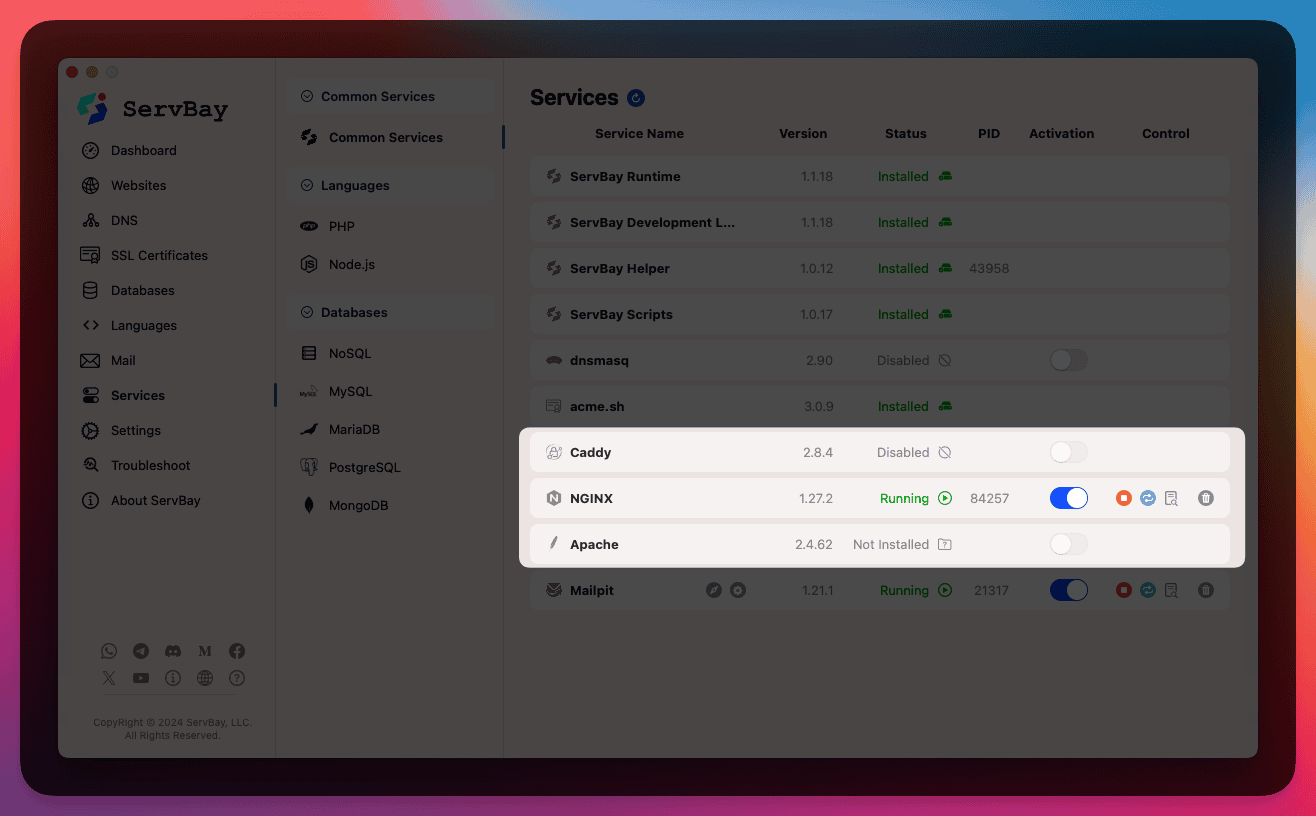 ServBay
Dashboard
Websites
DNS
SSL Certificates
Databases
Languages
Mail
Services
Settings
Troubleshoot
About ServBay
CopyRight © 2024 ServBay, LLC.
All Rights Reserved.
Common Services
Common Services
Languages
PHP
Node.js
Databases
NoSQL
MySQL
MariaDB
PostgreSQL
MongoDB
Services
Service Name Version Status PID Activation Control
ServBay Runtime 1.1.18 Installed
ServBay Development L... 1.1.18 Installed
ServBay Helper 1.0.12 Installed 43958
ServBay Scripts 1.0.17 Installed
dnsmasq 2.90 Disabled
acme.sh 3.0.9 Installed
Caddy 2.8.4 Disabled
NGINX 1.27.2 Running 84257
Apache 2.4.62 Not Installed
Mailpit 1.21.1 Running 21317